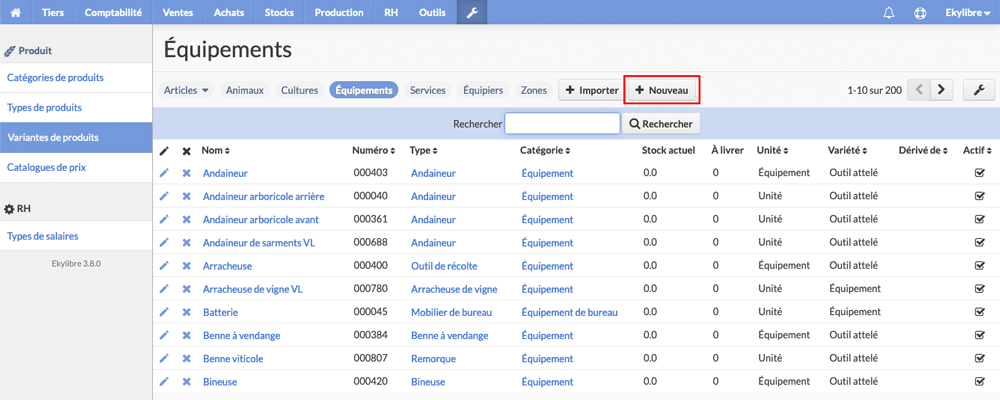 Tiers Comptabilité Ventes Achats Stocks Production RH Outils Ekylibre
Produit
Catégories de produits
Types de produits
Variantes de produits
Catalogues de prix
RH
Types de salaires
Ekylibre 3.8.0
Équipements
Articles Animaux Cultures Équipements Services Équipiers Zones Importer Nouveau 1-10 sur 200
Rechercher Rechercher
Nom Numéro Type Catégorie Stock actuel À livrer Unité Variété Dérivé de Actif
Andaineur 000403 Andaineur Équipement 0.0 0 Équipement Outil attelé
Andaineur arboricole arrière 000040 Andaineur Équipement 0.0 0 Unité Outil attelé
Andaineur arboricole avant 000361 Andaineur Équipement 0.0 0 Unité Outil attelé
Andaineur de sarments VL 000688 Andaineur Équipement 0.0 0 Unité Outil attelé
Arracheuse 000400 Outil de récolte Équipement 0.0 0 Équipement Outil attelé
Arracheuse de vigne VL 000780 Arracheuse de vigne Équipement 0.0 0 Unité Équipement
Batterie 000045 Mobilier de bureau Équipement de bureau 0.0 0 Unité Équipement
Benne à vendange 000384 Benne à vendange Équipement 0.0 0 Équipement Outil attelé
Benne viticole 000807 Remorque Équipement 0.0 0 Unité Outil attelé
Bineuse 000420 Bineuse Équipement 0.0 0 Équipement Outil attelé